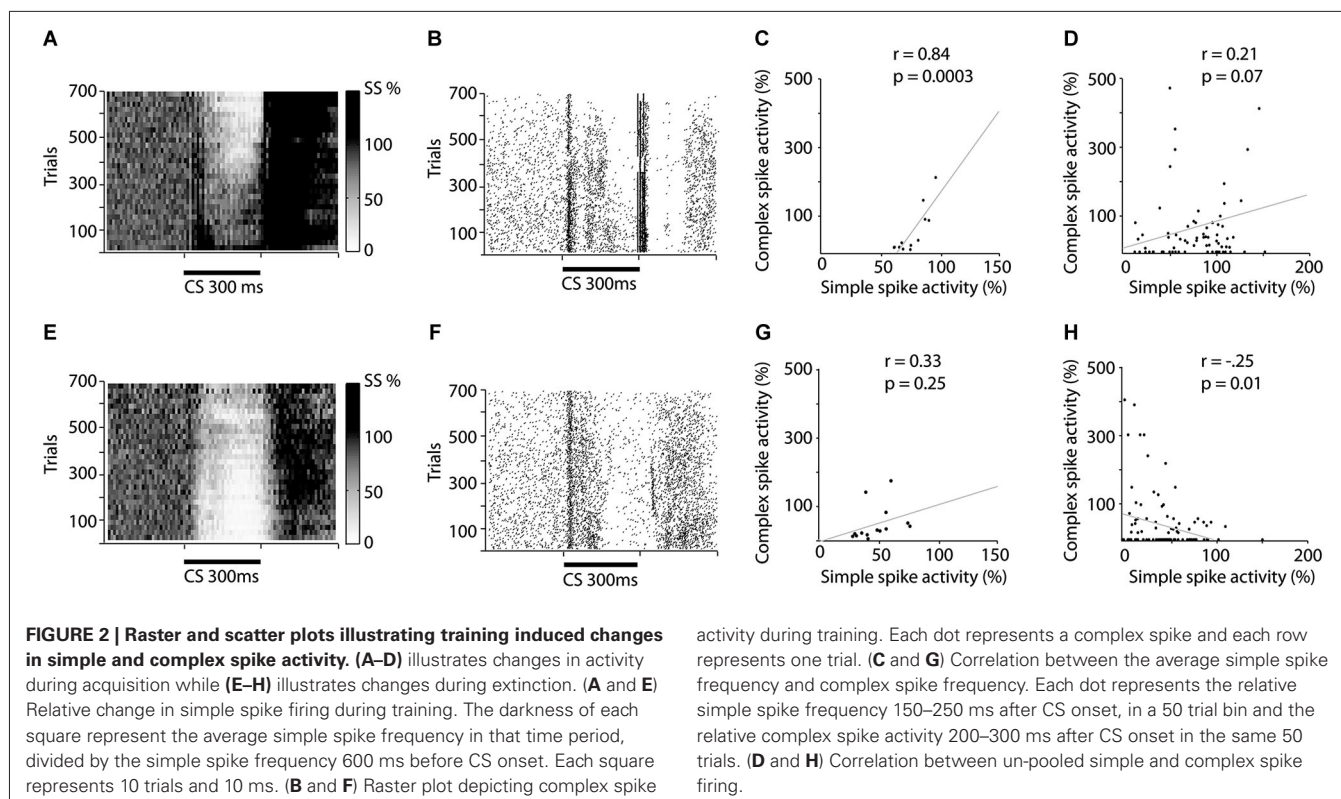 A
B
C
D
r = 0.84
p = 0.0003
r = 0.21
p = 0.07
SS %
100
50
0
Trials
700
500
300
100
CS 300 ms
Trials
700
500
300
100
CS 300ms
Complex spike activity (%)
500
300
100
0
50
100
150
Simple spike activity (%)
Complex spike activity (%)
500
300
100
0
100
200
Simple spike activity (%)
E
F
G
H
r = 0.33
p = 0.25
r = -.25
p = 0.01
SS %
100
50
0
Trials
700
500
300
100
CS 300ms
Trials
700
500
300
100
CS 300ms
Complex spike activity (%)
500
300
100
0
50
100
150
Simple spike activity (%)
Complex spike activity (%)
500
300
100
0
100
200
Simple spike activity (%)
FIGURE 2 | Raster and scatter plots illustrating training induced changes
in simple and complex spike activity. (A–D) illustrates changes in activity
during acquisition while (E–H) illustrates changes during extinction. (A and E)
Relative change in simple spike firing during training. The darkness of each
square represent the average simple spike frequency in that time period,
divided by the simple spike frequency 600 ms before CS onset. Each square
represents 10 trials and 10 ms. (B and F) Raster plot depicting complex spike
activity during training. Each dot represents a complex spike and each row
represents one trial. (C and G) Correlation between the average simple spike
frequency and complex spike frequency. Each dot represents the relative
simple spike frequency 150–250 ms after CS onset, in a 50 trial bin and the
relative complex spike activity 200–300 ms after CS onset in the same 50
trials. (D and H) Correlation between un-pooled simple and complex spike
firing.